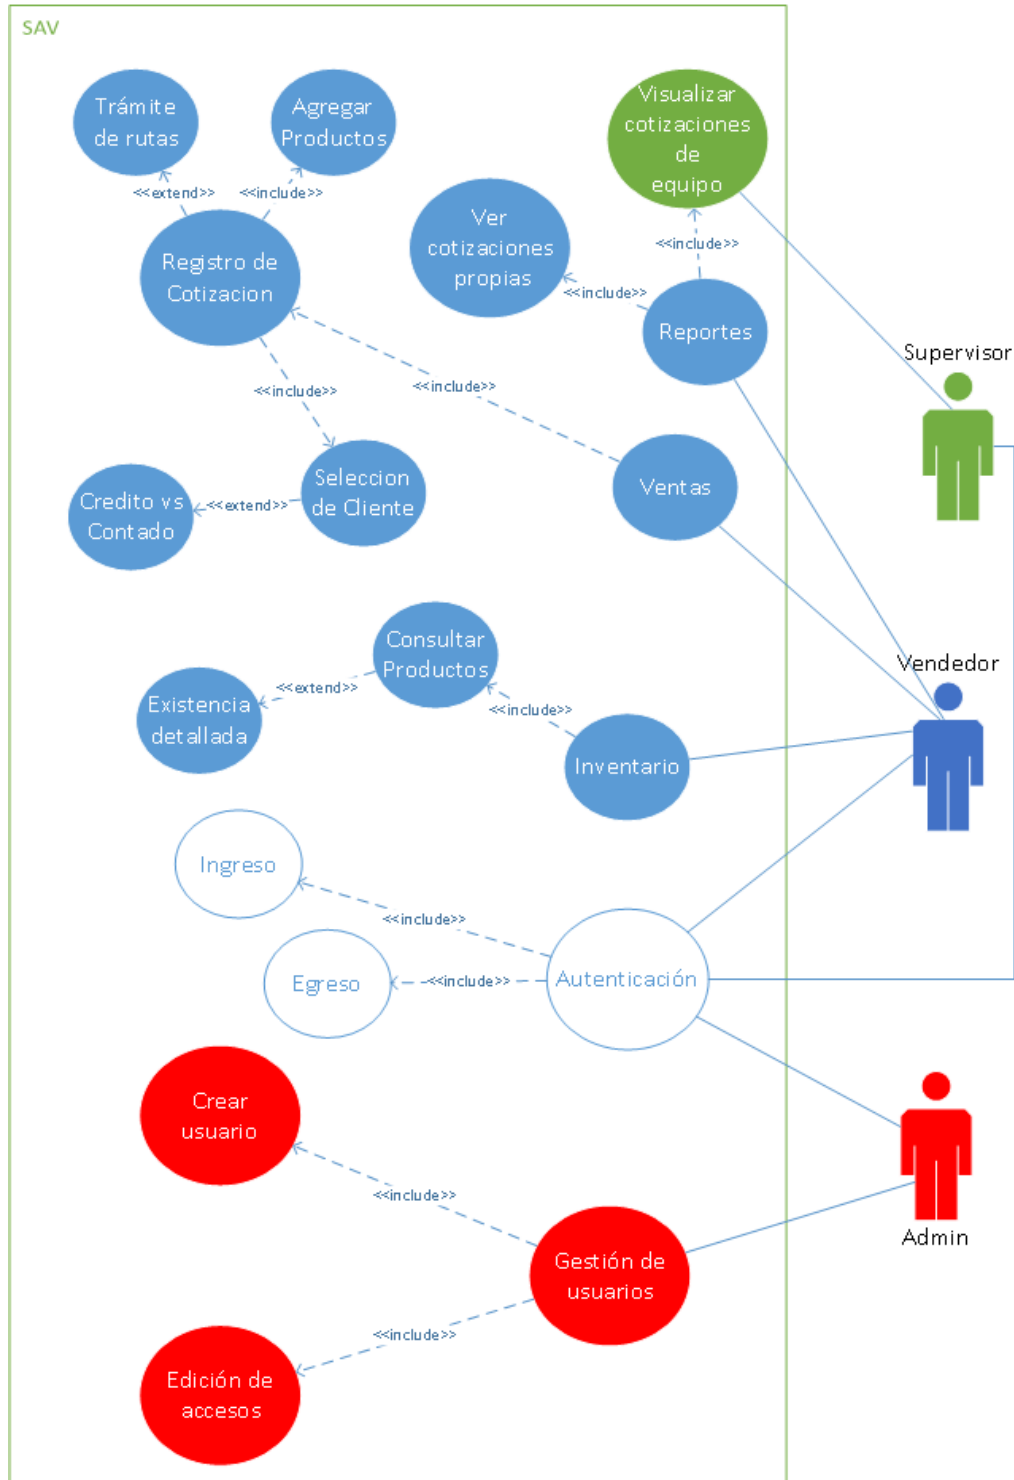 SAV
Trámite
de rutas
Agregar
Productos
Visualizar
cotizaciones
de
equipo
<<extend>>
<<include>>
Ver
cotizaciones
propias
<<include>>
Registro de
Cotizacion
<<include>>
Reportes
Supervisor
<<include>>
<<include>>
Seleccion
de Cliente
Ventas
Credito vs
Contado
<<extend>>
Consultar
Productos
Vendedor
<<extend>>
Existencia
detallada
<<include>>
Inventario
Ingreso
<<include>>
Egreso
<<include>>
Autenticación
Crear
usuario
<<include>>
Admin
Gestión de
usuarios
<<include>>
Edición de
accesos